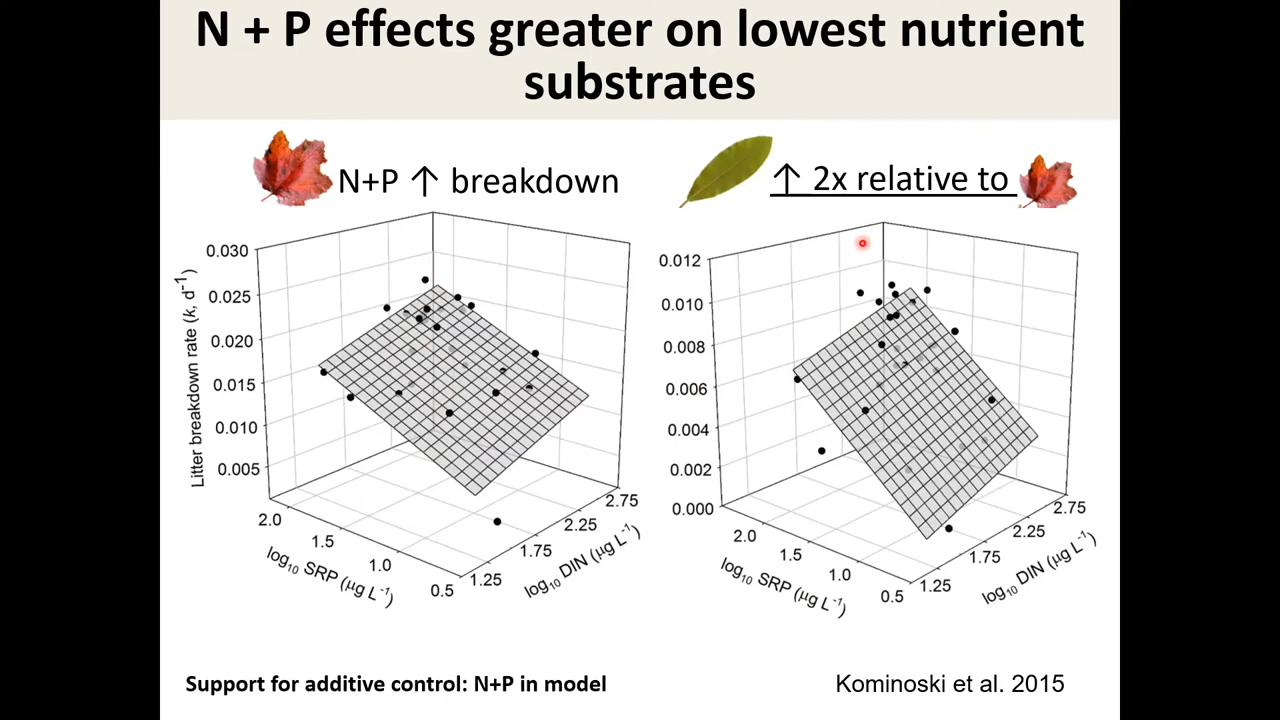 N + P effects greater on lowest nutrient
substrates
N+P ↑ breakdown
↑ 2x relative to
Litter breakdown rate (k, d⁻¹)
0.030
0.025
0.020
0.015
0.010
0.005
2.0
1.5
1.0
0.5
log₁₀ SRP (µg L⁻¹)
1.25
1.75
2.25
2.75
log₁₀ DIN (µg L⁻¹)
0.012
0.010
0.008
0.006
0.004
0.002
0.000
2.0
1.5
1.0
0.5
log₁₀ SRP (µg L⁻¹)
1.25
1.75
2.25
2.75
log₁₀ DIN (µg L⁻¹)
Support for additive control: N+P in model
Kominoski et al. 2015